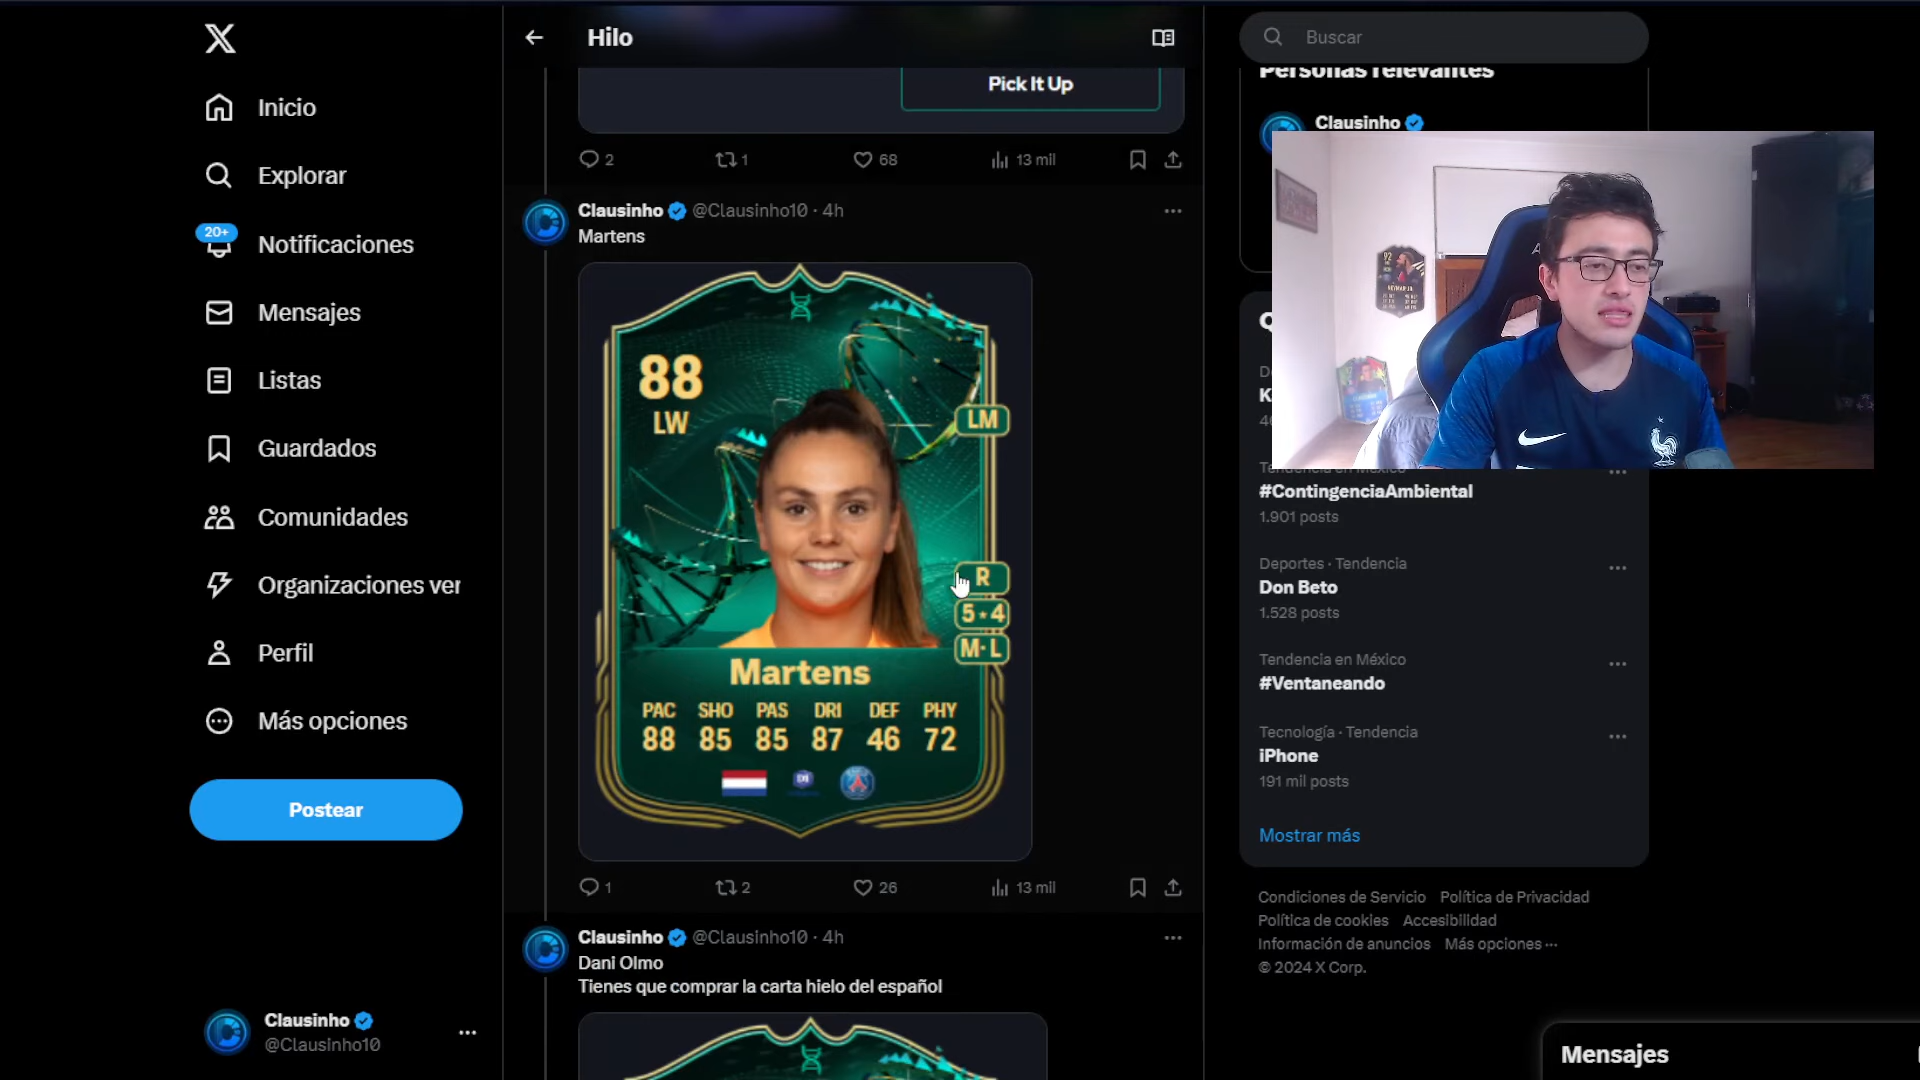 Inicio
Explorar
20+
Notificaciones
Mensajes
Listas
Guardados
Comunidades
Organizaciones ver
Perfil
Más opciones
Postear
Clausinho
@Clausinho10
Hilo
Pick It Up
2 1 68 13 mil
Clausinho @Clausinho10 · 4h
Martens
88
LW
LM
R
5★4
M·L
Martens
PAC SHO PAS DRI DEF PHY
88 85 85 87 46 72
1 2 26 13 mil
Clausinho @Clausinho10 · 4h
Dani Olmo
Tienes que comprar la carta hielo del español
Buscar
Personas relevantes
Clausinho
Tendencia en México
#ContingenciaAmbiental
1.901 posts
Deportes · Tendencia
Don Beto
1.528 posts
Tendencia en México
#Ventaneando
Tecnología · Tendencia
iPhone
191 mil posts
Mostrar más
Condiciones de Servicio Política de Privacidad
Política de cookies Accesibilidad
Información de anuncios Más opciones ···
© 2024 X Corp.
Mensajes